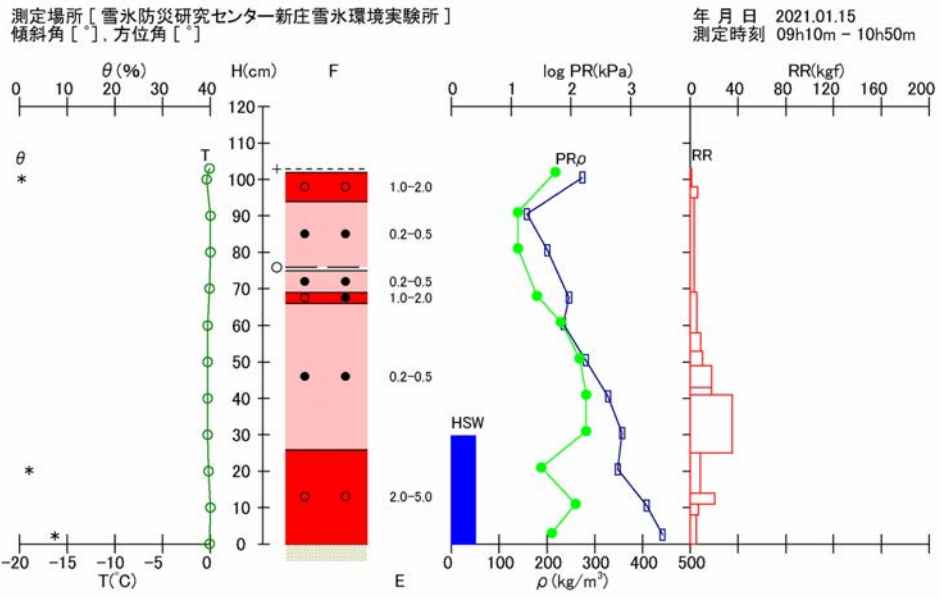 測定場所 [ 雪氷防災研究センター新庄雪氷環境実験所 ]
年 月 日 2021.01.15
傾斜角 [ °] , 方位角 [ °]
測定時刻 09h10m - 10h50m
θ (%) H(cm) F log PR(kPa) RR(kgf)
0 10 20 30 40
0 1 2 3
0 40 80 120 160 200
120
110
θ T PRρ RR
* + 100 1.0-2.0
90
80 0.2-0.5
70 0.2-0.5
1.0-2.0
60
50
0.2-0.5
40
HSW
30
* 20
10 2.0-5.0
*
0
-20 -15 -10 -5 0
0 100 200 300 400 500
T(°C) E ρ (kg/m³)